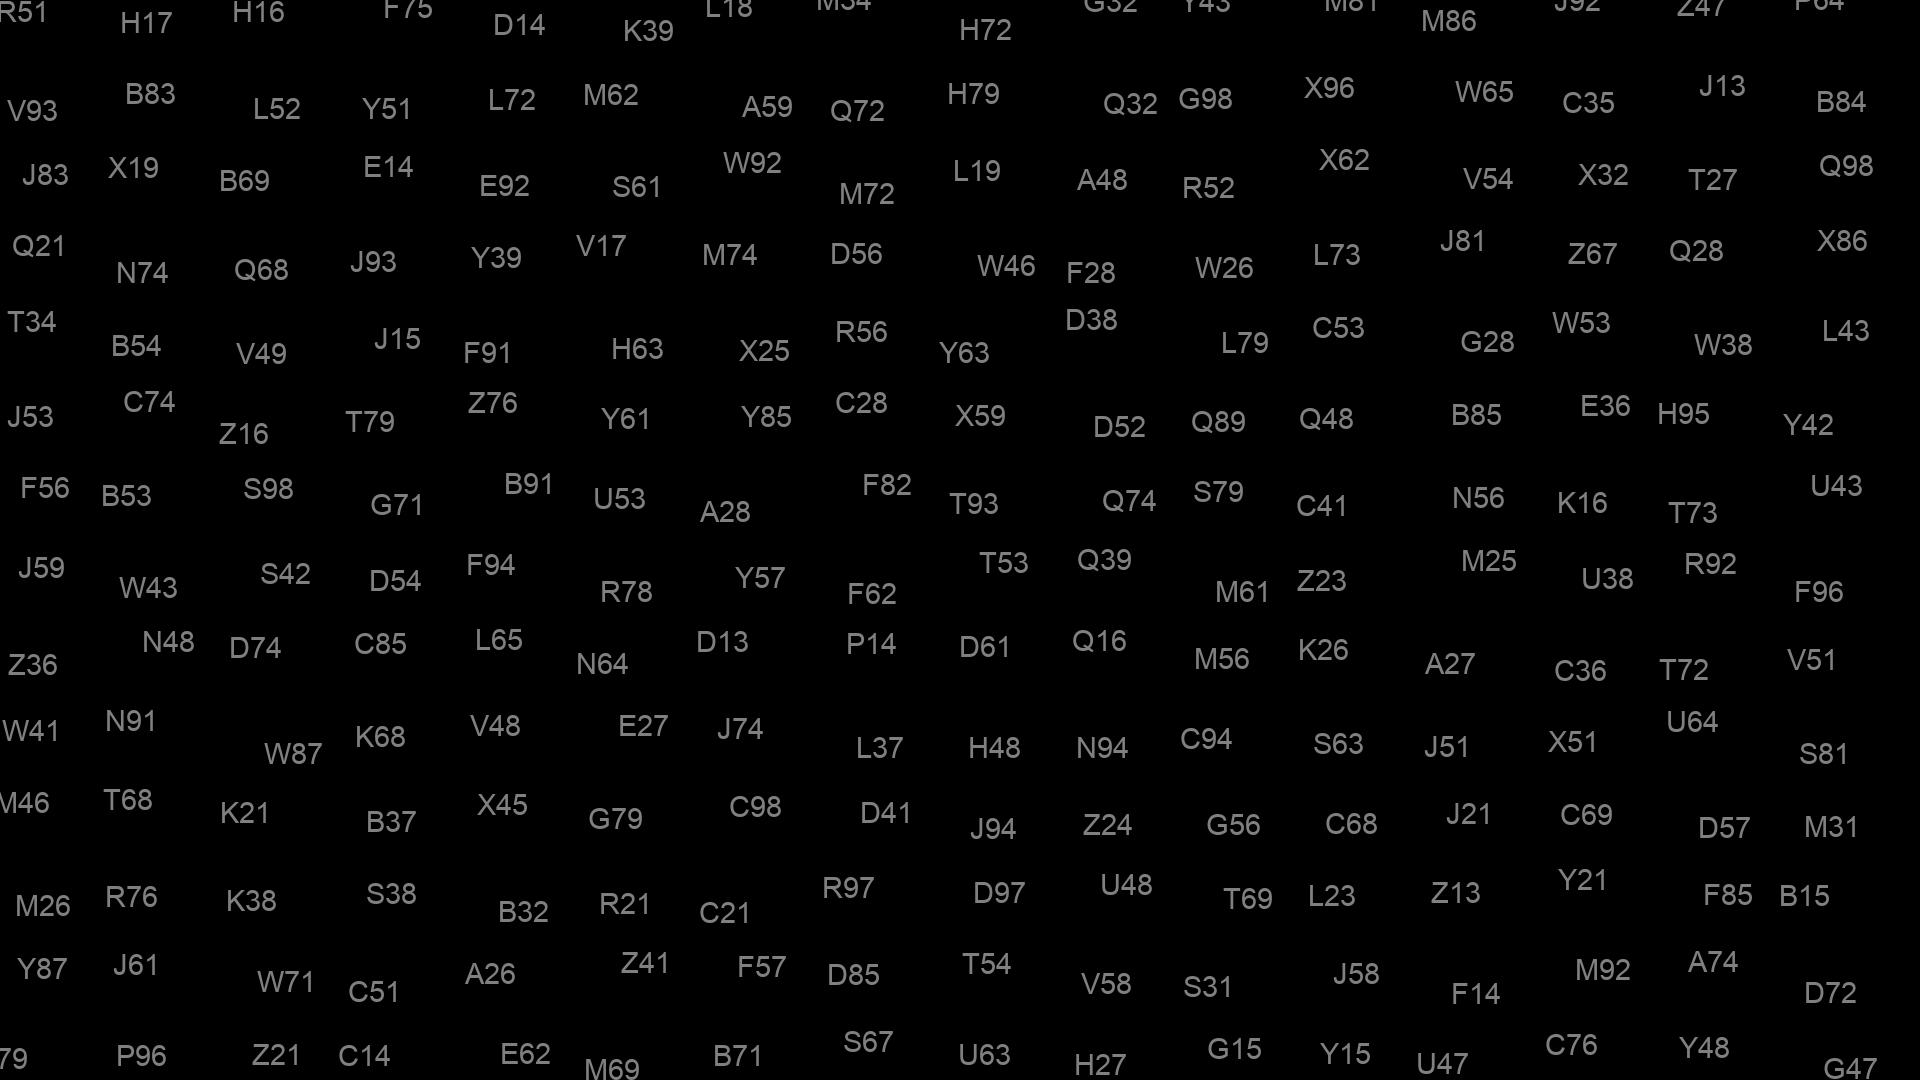 R51 H17 H16 F75 D14 K39 L18 M34 H72 G32 Y43 M81 M86 J92 Z47 P64
V93 B83 L52 Y51 L72 M62 A59 Q72 H79 Q32 G98 X96 W65 C35 J13 B84
J83 X19 B69 E14 E92 S61 W92 M72 L19 A48 R52 X62 V54 X32 T27 Q98
Q21 N74 Q68 J93 Y39 V17 M74 D56 W46 F28 W26 L73 J81 Z67 Q28 X86
T34 B54 V49 J15 F91 H63 X25 R56 Y63 D38 L79 C53 G28 W53 W38 L43
J53 C74 Z16 T79 Z76 Y61 Y85 C28 X59 D52 Q89 Q48 B85 E36 H95 Y42
F56 B53 S98 G71 B91 U53 A28 F82 T93 Q74 S79 C41 N56 K16 T73 U43
J59 W43 S42 D54 F94 R78 Y57 F62 T53 Q39 M61 Z23 M25 U38 R92 F96
Z36 N48 D74 C85 L65 N64 D13 P14 D61 Q16 M56 K26 A27 C36 T72 V51
W41 N91 W87 K68 V48 E27 J74 L37 H48 N94 C94 S63 J51 X51 U64 S81
M46 T68 K21 B37 X45 G79 C98 D41 J94 Z24 G56 C68 J21 C69 D57 M31
M26 R76 K38 S38 B32 R21 C21 R97 D97 U48 T69 L23 Z13 Y21 F85 B15
Y87 J61 W71 C51 A26 Z41 F57 D85 T54 V58 S31 J58 F14 M92 A74 D72
79 P96 Z21 C14 E62 M69 B71 S67 U63 H27 G15 Y15 U47 C76 Y48 G47